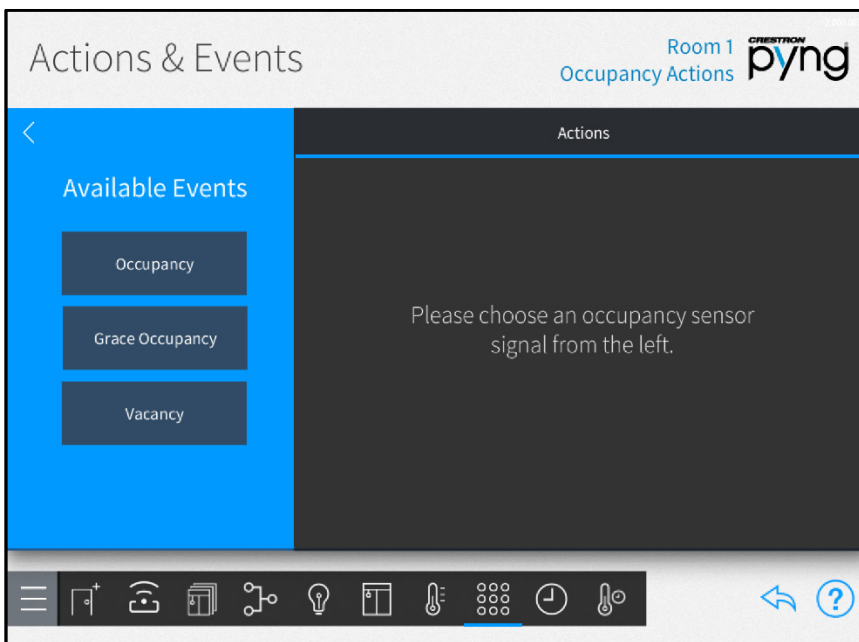 Actions & Events
Room 1
Occupancy Actions
CRESTRON
pyng
Actions
Available Events
Occupancy
Grace Occupancy
Vacancy
Please choose an occupancy sensor
signal from the left.
?